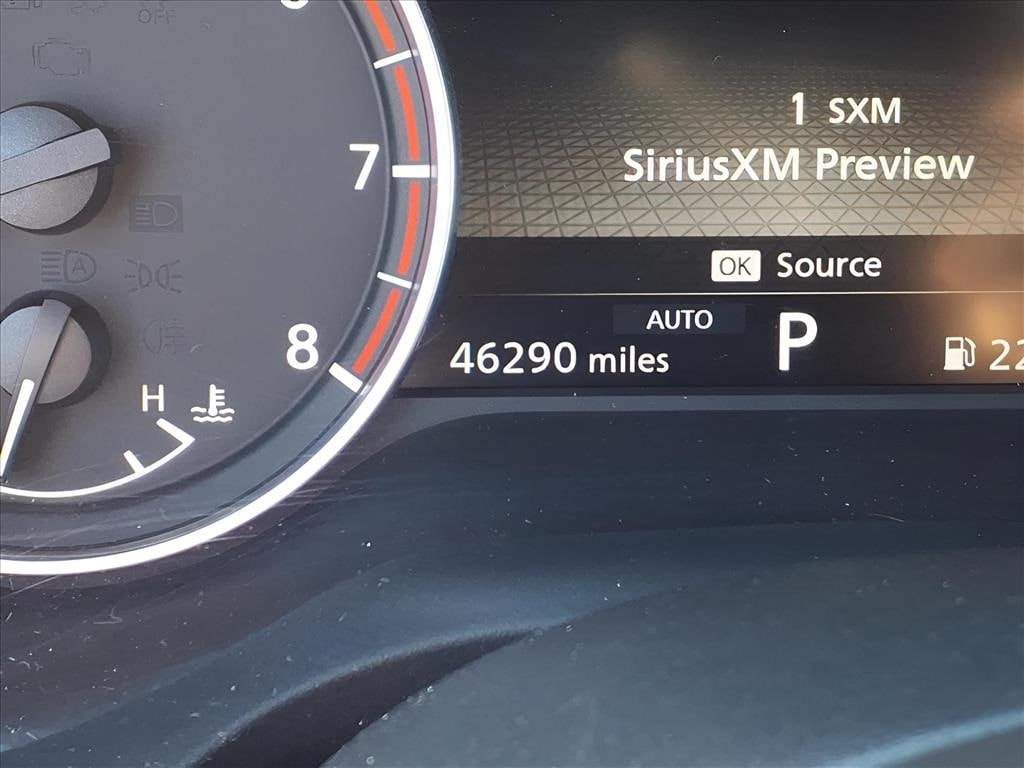 OFF
1 SXM
SiriusXM Preview
7
OK Source
AUTO
8
46290 miles
P
H